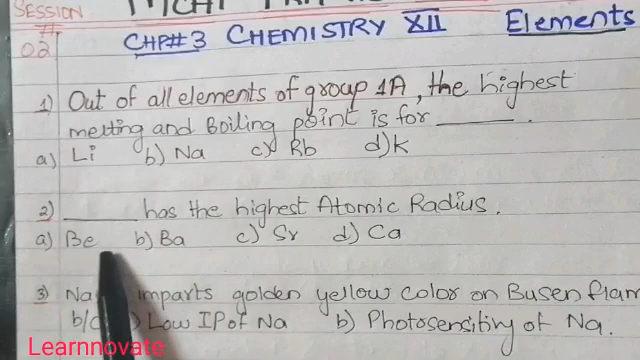 SESSION
#
02
CHP#3 CHEMISTRY XII Elements
1) Out of all elements of group 1A, the highest
melting and Boiling point is for ______ .
a) Li b) Na c) Rb d) K
2) ______ has the highest Atomic Radius.
a) Be b) Ba c) Sr d) Ca
3) Na imparts golden yellow color on Busen flam
b/c ) Low IP of Na b) Photosensitivy of Na.
Learnnovate